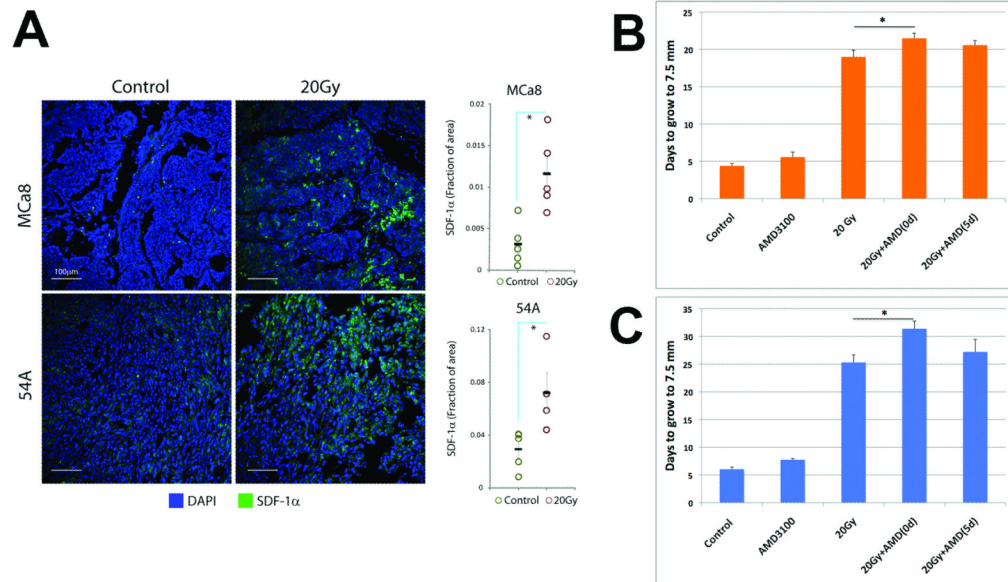 A
Control
20Gy
MCa8
100μm
54A
DAPI
SDF-1α
MCa8
SDF-1α (Fraction of area)
0.02
0.015
0.01
0.005
0
*
Control
20Gy
54A
SDF-1α (Fraction of area)
0.12
0.08
0.04
0
*
Control
20Gy
B
Days to grow to 7.5 mm
25
20
15
10
5
0
*
Control
AMD3100
20 Gy
20Gy+AMD(0d)
20Gy+AMD(5d)
C
Days to grow to 7.5 mm
35
30
25
20
15
10
5
0
*
Control
AMD3100
20Gy
20Gy+AMD(0d)
20Gy+AMD(5d)